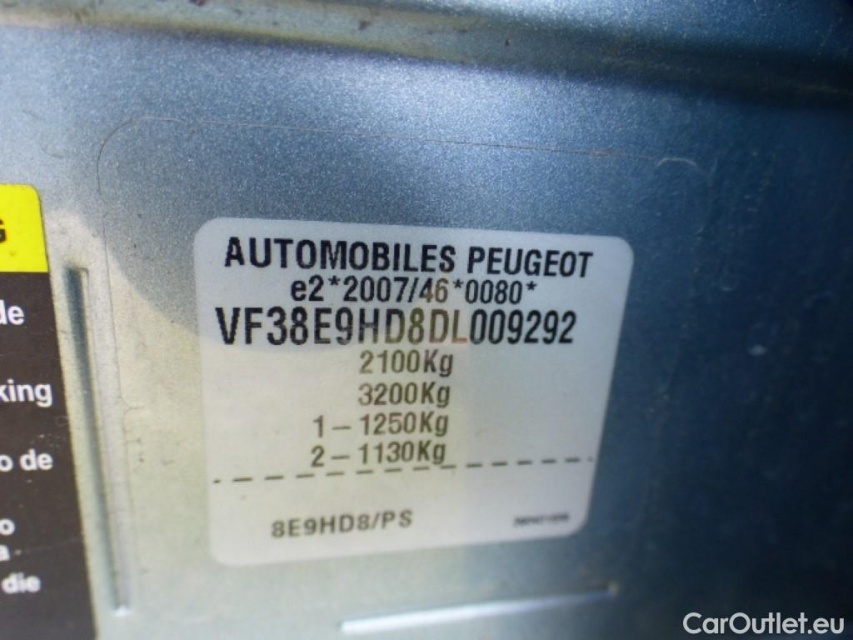 G
de
king
o de
o
a
die
AUTOMOBILES PEUGEOT
e2*2007/46*0080*
VF38E9HD8DL009292
2100Kg
3200Kg
1-1250Kg
2-1130Kg
8E9HD8/PS
CarOutlet.eu